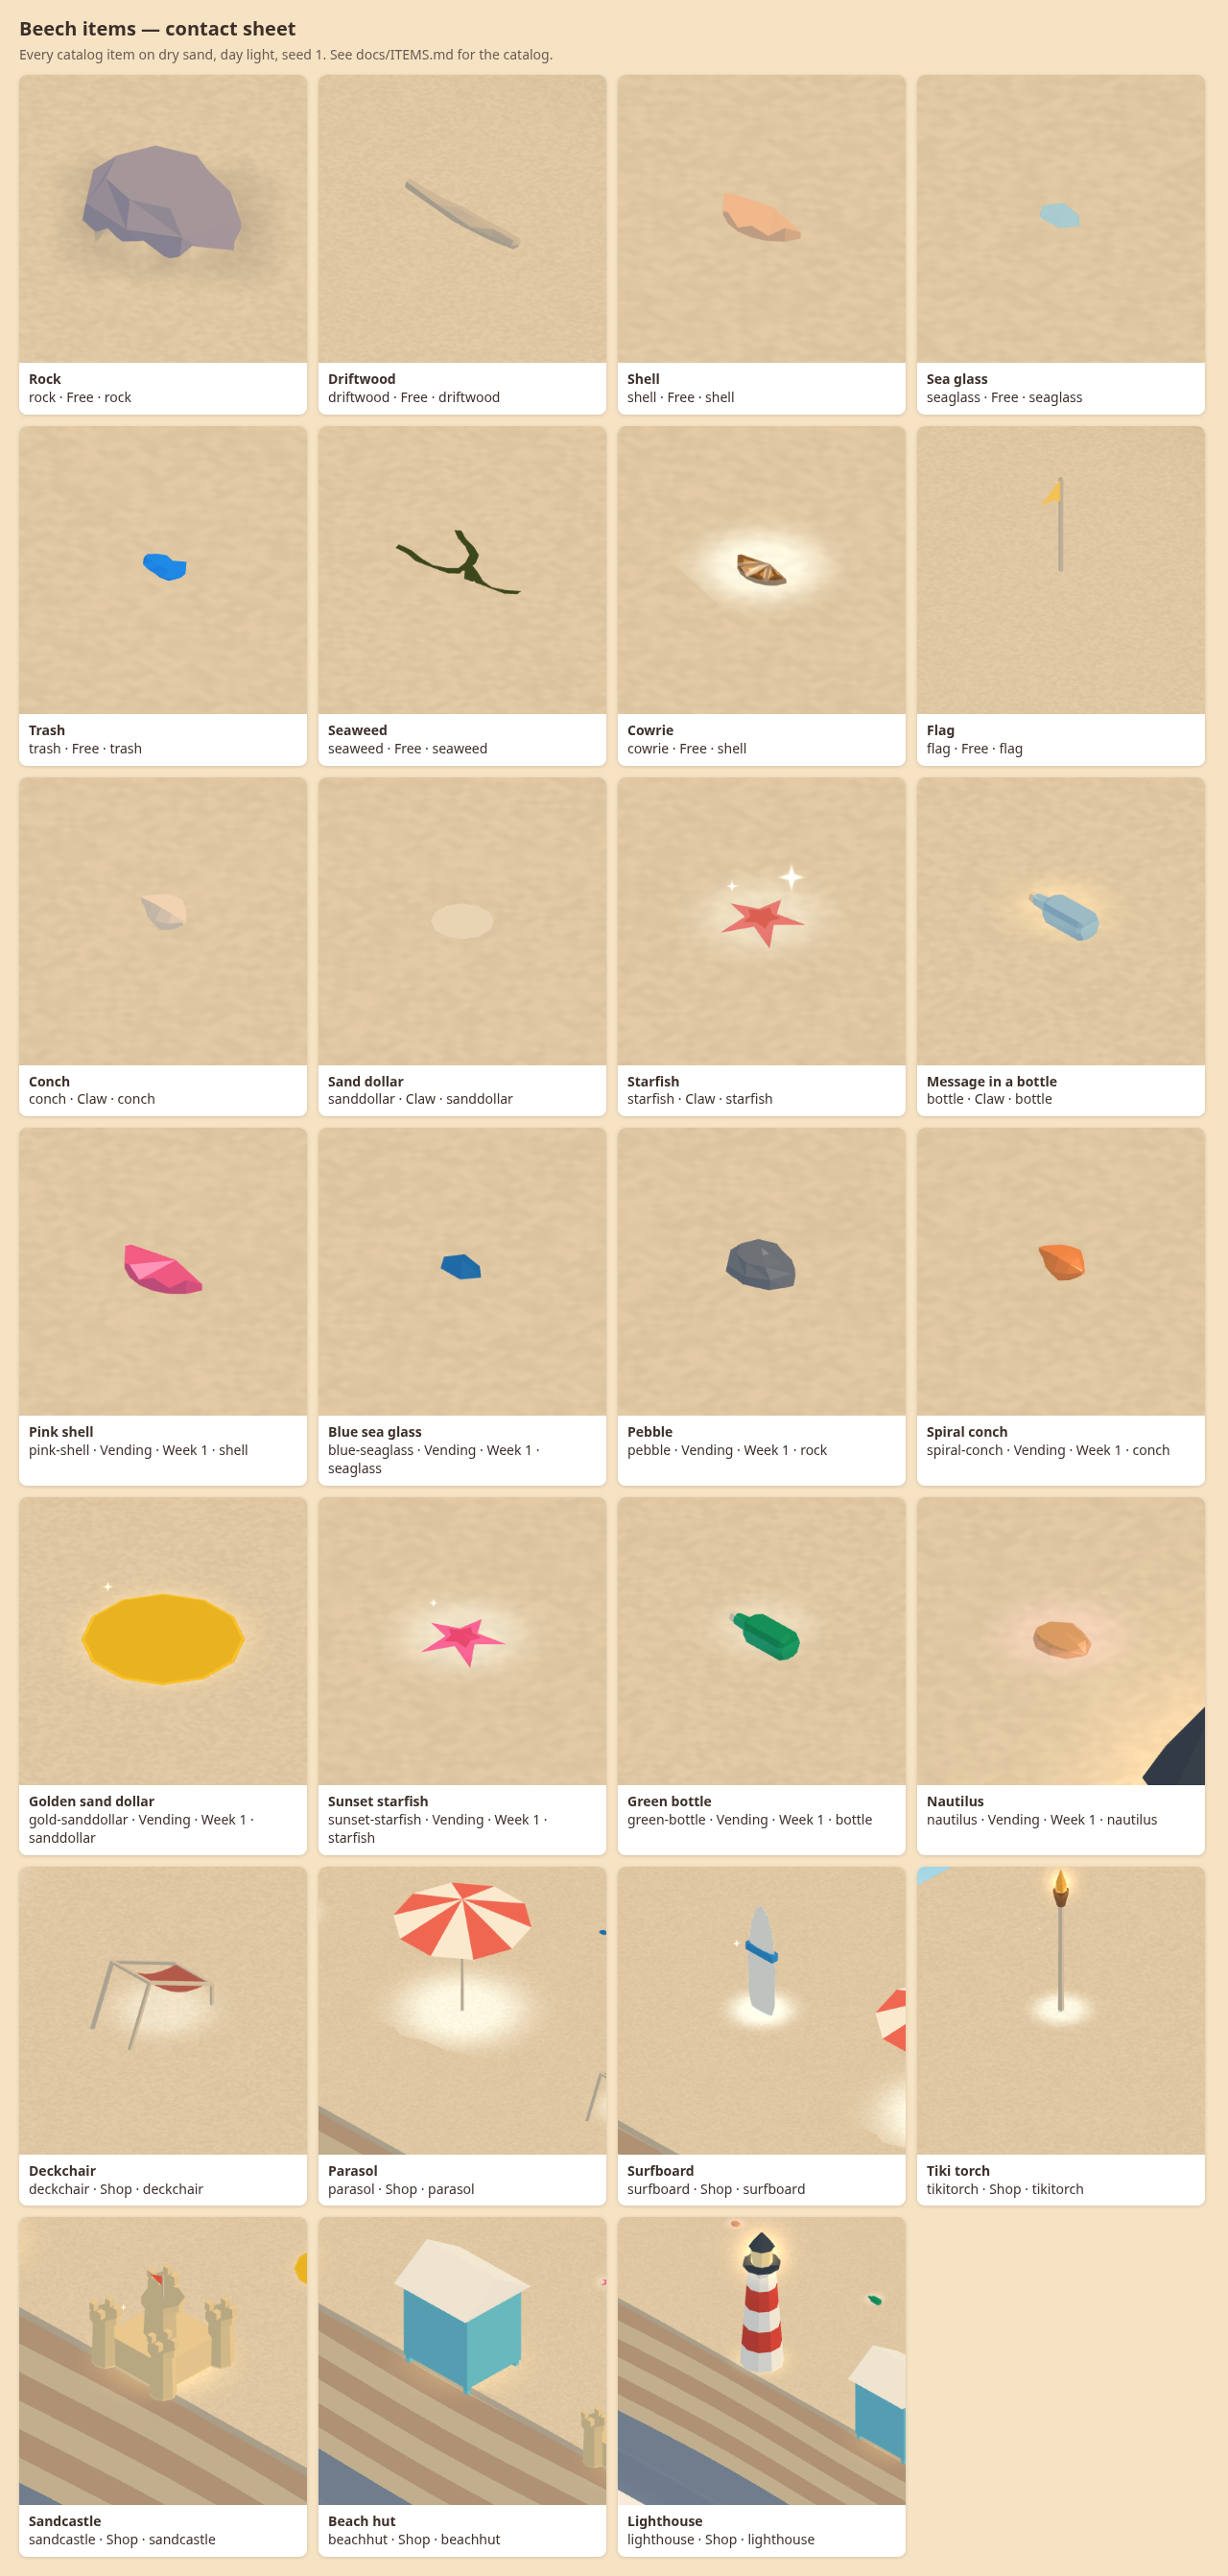 Beech items — contact sheet
Every catalog item on dry sand, day light, seed 1. See docs/ITEMS.md for the catalog.
Rock
rock · Free · rock
Driftwood
driftwood · Free · driftwood
Shell
shell · Free · shell
Sea glass
seaglass · Free · seaglass
Trash
trash · Free · trash
Seaweed
seaweed · Free · seaweed
Cowrie
cowrie · Free · shell
Flag
flag · Free · flag
Conch
conch · Claw · conch
Sand dollar
sanddollar · Claw · sanddollar
Starfish
starfish · Claw · starfish
Message in a bottle
bottle · Claw · bottle
Pink shell
pink-shell · Vending · Week 1 · shell
Blue sea glass
blue-seaglass · Vending · Week 1 ·
seaglass
Pebble
pebble · Vending · Week 1 · rock
Spiral conch
spiral-conch · Vending · Week 1 · conch
Golden sand dollar
gold-sanddollar · Vending · Week 1 ·
sanddollar
Sunset starfish
sunset-starfish · Vending · Week 1 ·
starfish
Green bottle
green-bottle · Vending · Week 1 · bottle
Nautilus
nautilus · Vending · Week 1 · nautilus
Deckchair
deckchair · Shop · deckchair
Parasol
parasol · Shop · parasol
Surfboard
surfboard · Shop · surfboard
Tiki torch
tikitorch · Shop · tikitorch
Sandcastle
sandcastle · Shop · sandcastle
Beach hut
beachhut · Shop · beachhut
Lighthouse
lighthouse · Shop · lighthouse